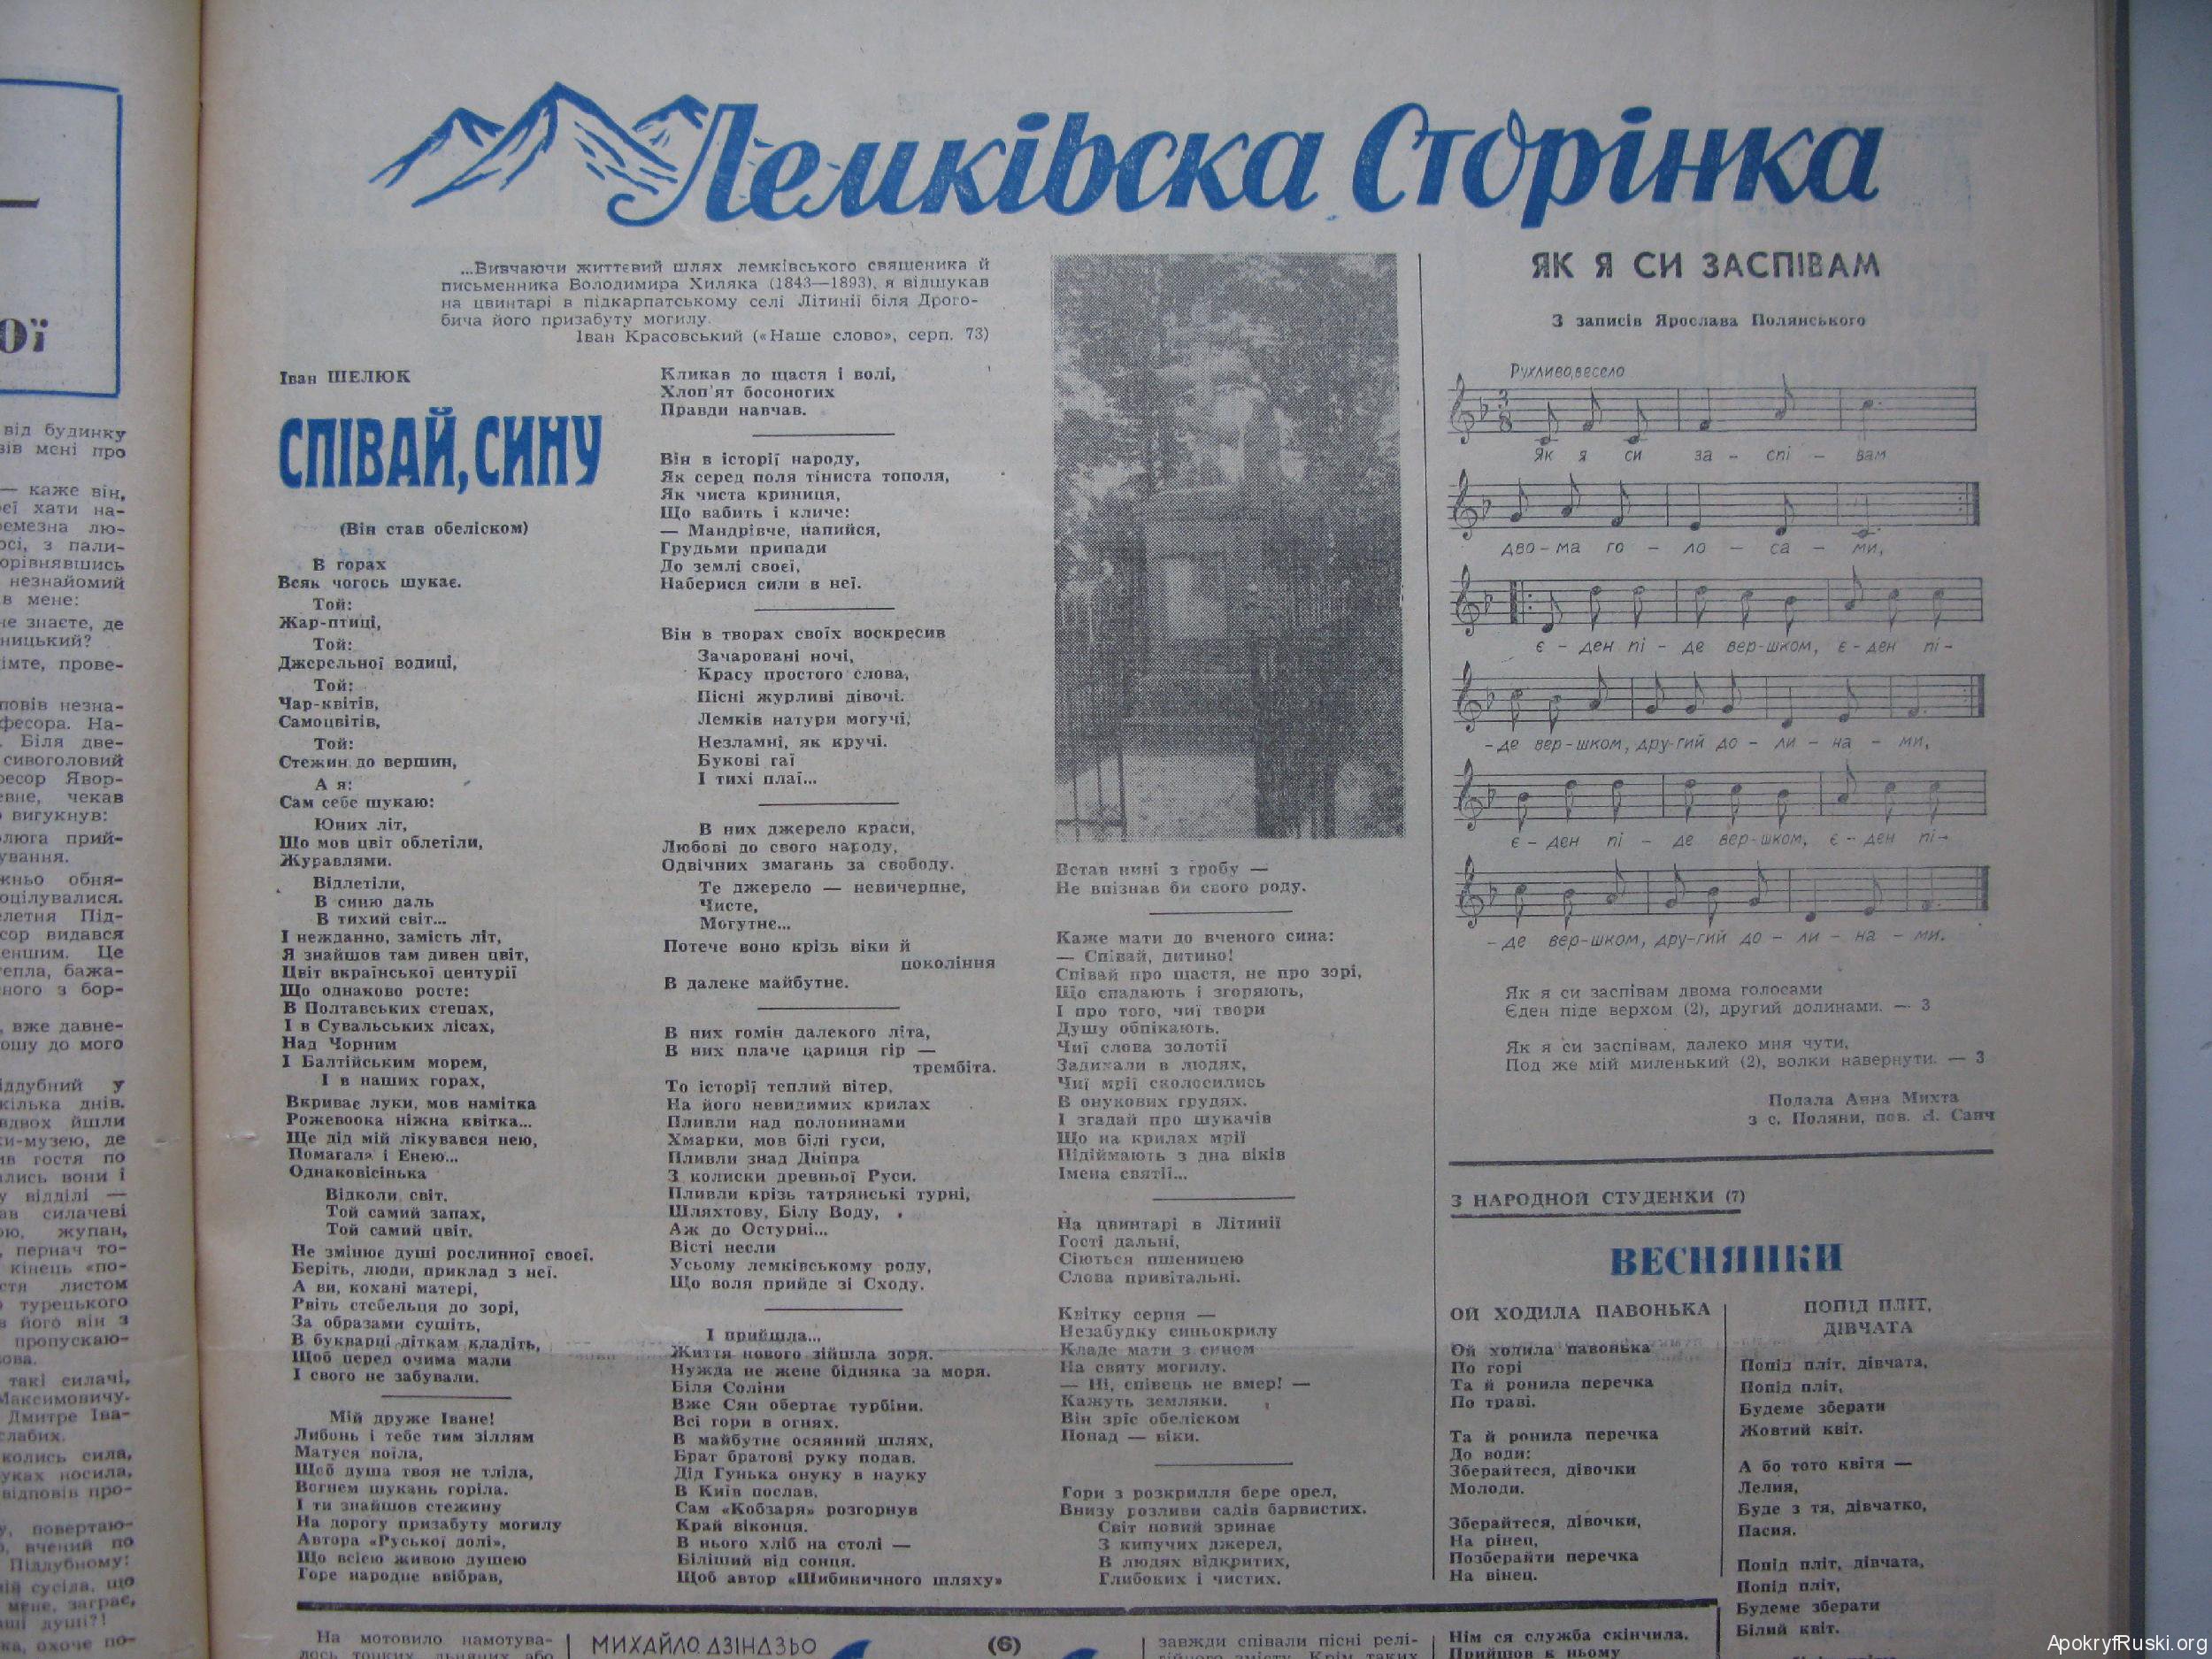 Лемківска Сторінка
...Вивчаючи життєвий шлях лемківського священика й
письменника Володимира Хиляка (1843—1893), я відшукав
на цвинтарі в підкарпатському селі Літинії біля Дрого-
бича його призабуту могилу.
Іван Красовський («Наше слово», серп. 73)
Іван ШЕЛЮК
СПІВАЙ, СИНУ
(Він став обеліском)
В горах
Всяк чогось шукає.
Той:
Жар-птиці,
Той:
Джерельної водиці,
Той:
Чар-квітів,
Самоцвітів,
Той:
Стежин до вершин,
А я:
Сам себе шукаю:
Юних літ,
Що мов цвіт облетіли,
Журавлями.
Відлетіли,
В синю даль
В тихий світ...
І нежданно, замість літ,
Я знайшов там дивен цвіт,
Цвіт вкраїнської центурії
Що однаково росте:
В Полтавських степах,
І в Сувальських лісах,
Над Чорним
І Балтійським морем,
І в наших горах,
Вкриває луки, мов намітка
Рожевоока ніжна квітка...
Ще дід мій лікувався нею,
Помагала і Енею...
Однаковісінька
Відколи світ,
Той самий запах,
Той самий цвіт.
Не змінює душі рослинної своєї.
Беріть, люди, приклад з неї.
А ви, кохані матері,
Рвіть стебельця до зорі,
За образами сушіть,
В букварці діткам кладіть,
Щоб перед очима мали
І свого не забували.
Мій друже Іване!
Либонь і тебе тим зіллям
Матуся поїла,
Щоб душа твоя не тліла,
Вогнем шукань горіла.
І ти знайшов стежину
На дорогу призабуту могилу
Автора «Руської долі»,
Що всією живою душею
Горе народне ввібрав,
Кликав до щастя і волі,
Хлоп'ят босоногих
Правди навчав.
Він в історії народу,
Як серед поля тіниста тополя,
Як чиста криниця,
Що вабить і кличе:
— Мандрівче, напийся,
Грудьми припади
До землі своєї,
Наберися сили в неї.
Він в творах своїх воскресив
Зачаровані ночі,
Красу простого слова,
Пісні журливі дівочі.
Лемків натури могучі,
Незламні, як кручі.
Букові гаї
І тихі плаї...
В них джерело краси,
Любові до свого народу,
Одвічних змагань за свободу.
Те джерело — невичерпне,
Чисте,
Могутне...
Потече воно крізь віки й
покоління
В далеке майбутне.
В них гомін далекого літа,
В них плаче цариця гір —
трембіта.
То історії теплий вітер,
На його невидимих крилах
Пливли над полонинами
Хмарки, мов білі гуси,
Пливли знад Дніпра
З колиски древньої Руси.
Пливли крізь татрянські турні,
Шляхтову, Білу Воду,
Аж до Остурні...
Вісті несли
Усьому лемківському роду,
Що воля прийде зі Сходу.
І прийшла...
Життя нового зійшла зоря.
Нужда не жене бідняка за моря.
Біля Соліни
Вже Сян обертає турбіни.
Всі гори в огнях.
В майбутнє осяяний шлях,
Брат братові руку подав.
Дід Гунька онуку в науку
В Київ послав,
Сам «Кобзаря» розгорнув
Край віконця.
В нього хліб на столі —
Біліший від сонця.
Щоб автор «Шибиничного шляху»
Встав нині з гробу —
Не впізнав би свого роду.
Каже мати до вченого сина:
— Співай, дитино!
Співай про щастя, не про зорі,
Що спадають і згоряють,
І про того, чиї твори
Душу обпікають.
Чиї слова золотії
Задихали в людях,
Чиї мрії сколосились
В онукових грудях.
І згадай про шукачів
Що на крилах мрії
Підіймають з дна віків
Імена святії...
На цвинтарі в Літинії
Гості дальні,
Сіються пшеницею
Слова привітальні.
Квітку серця —
Незабудку синьокрилу
Кладе мати з сином
На святу могилу.
— Ні, співець не вмер! —
Кажуть земляки.
Він зріс обеліском
Понад — віки.
Гори з розкрилля бере орел,
Внизу розливи садів барвистих.
Світ новий зринає
З кипучих джерел,
В людях відкритих,
Глибоких і чистих.
ЯК Я СИ ЗАСПІВАМ
З записів Ярослава Полянського
Рухливо, весело
Як я си за - спі - вам
дво - ма го - ло - са - ми,
є - ден пі - де вер-шком, є - ден пі -
- де вер-шком, дру-гий до - ли - на - ми,
є - ден пі - де вер-шком, є - ден пі -
- де вер-шком, дру-гий до - ли - на - ми.
Як я си заспівам двома голосами
Єден піде верхом (2), другий долинами. — 3
Як я си заспівам, далеко мня чути,
Под же мій миленький (2), волки навернути. — 3
Подала Анна Михта
з с. Поляни, пов. Н. Санч
З НАРОДНОЙ СТУДЕНКИ (7)
ВЕСНЯНКИ
ОЙ ХОДИЛА ПАВОНЬКА
Ой ходила павонька
По горі
Та й ронила перечка
По траві.
Та й ронила перечка
До води:
Зберайтеся, дівочки
Молоди.
Зберайтеся, дівочки,
На рінец,
Позберайти перечка
На вінец.
ПОПІД ПЛІТ,
ДІВЧАТА
Попід пліт, дівчата,
Попід пліт,
Будеме зберати
Жовтий квіт.
А бо тото квітя —
Лелия,
Буде з тя, дівчатко,
Пасия.
Попід пліт, дівчата,
Попід пліт,
Будеме зберати
Білий квіт.
На мотовило намотува-
МИХАЙЛО ДЗІНДЗЬО
(6)
завжди співали пісні релі-
Нім ся служба скінчила.
Прийшов к ньому
від будинку
мені про
— каже він,
хати на-
з пали-
незнайомий
в мене:
не знаєте, де
ApokryfRuski.org